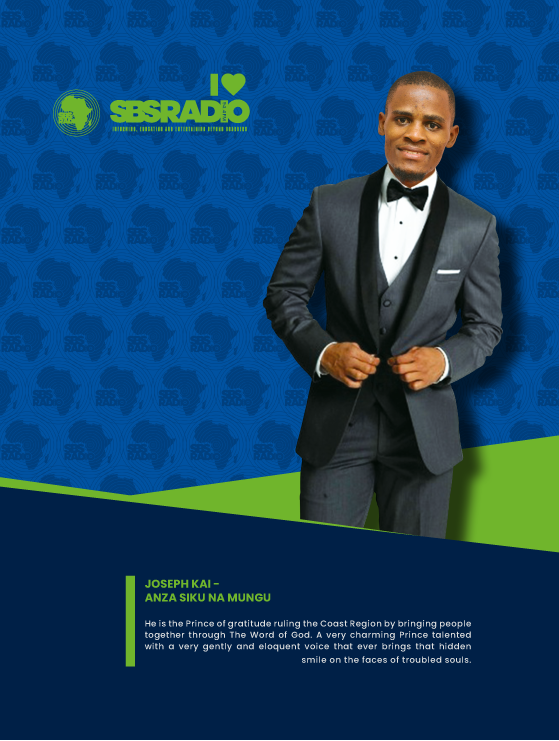 I
SBSRADIO
INFORMING, EDUCATING AND ENTERTAINING BEYOND BOARDERS
JOSEPH KAI –
ANZA SIKU NA MUNGU
He is the Prince of gratitude ruling the Coast Region by bringing people
together through The Word of God. A very charming Prince talented
with a very gently and eloquent voice that ever brings that hidden
smile on the faces of troubled souls.